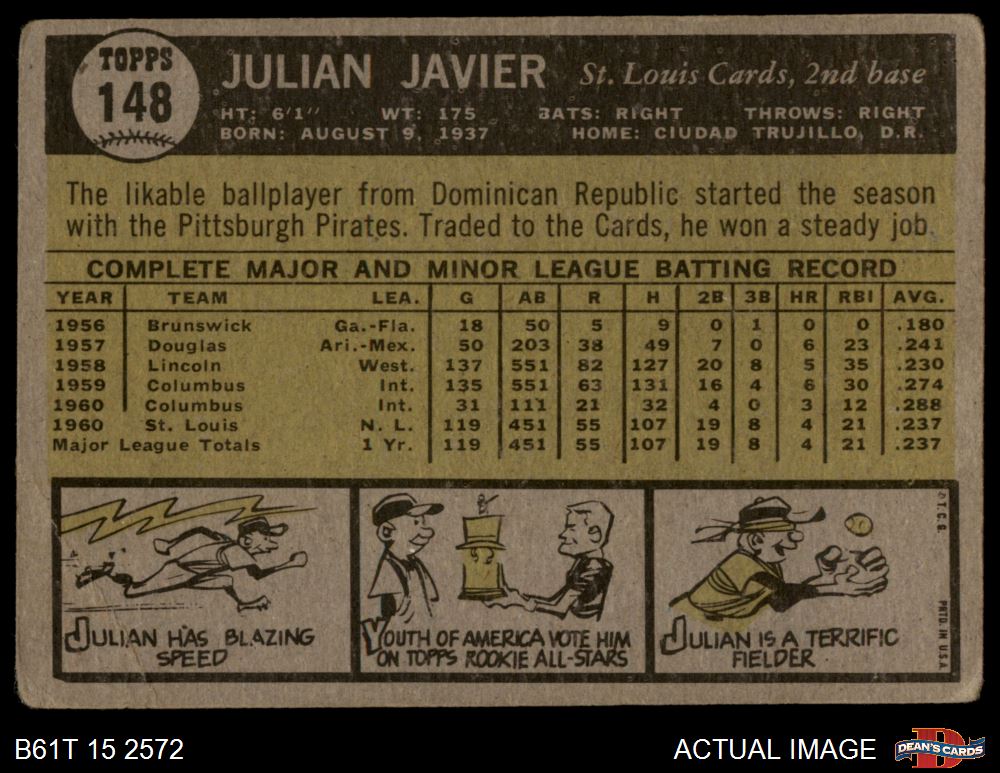 TOPPS
148
JULIAN JAVIER St. Louis Cards, 2nd base
HT: 6'1" WT: 175 BATS: RIGHT THROWS: RIGHT
BORN: AUGUST 9, 1937 HOME: CIUDAD TRUJILLO, D.R.
The likable ballplayer from Dominican Republic started the season
with the Pittsburgh Pirates. Traded to the Cards, he won a steady job.
COMPLETE MAJOR AND MINOR LEAGUE BATTING RECORD
YEAR TEAM LEA. G AB R H 2B 3B HR RBI AVG.
1956 Brunswick Ga.-Fla. 18 50 5 9 0 1 0 0 .180
1957 Douglas Ari.-Mex. 50 203 38 49 7 0 6 23 .241
1958 Lincoln West. 137 551 82 127 20 8 5 35 .230
1959 Columbus Int. 135 551 63 131 16 4 6 30 .274
1960 Columbus Int. 31 111 21 32 4 0 3 12 .288
1960 St. Louis N. L. 119 451 55 107 19 8 4 21 .237
Major League Totals 1 Yr. 119 451 55 107 19 8 4 21 .237
JULIAN HAS BLAZING
SPEED
YOUTH OF AMERICA VOTE HIM
ON TOPPS ROOKIE ALL-STARS
JULIAN IS A TERRIFIC
FIELDER
© T. C. G.
PRTD. IN U.S.A.
B61T 15 2572
ACTUAL IMAGE
DEAN'S CARDS